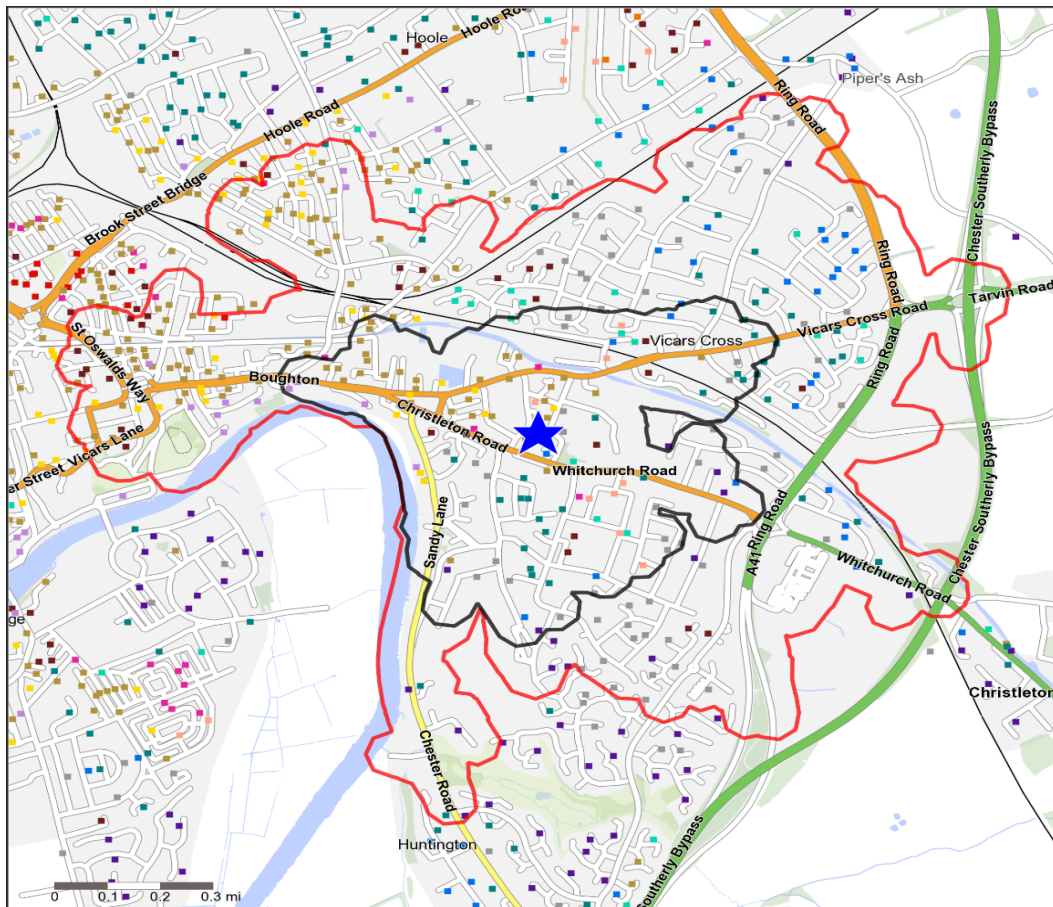 Hoole Road
Hoole
Piper's Ash
Ring Road
Hoole Road
Chester Southerly Bypass
Brook Street Bridge
Ring Road
Tarvin Road
Vicars Cross Road
St Oswalds Way
Vicars Cross
Ring Road
Boughton
Christleton Road
er Street
Vicars Lane
Whitchurch Road
Sandy Lane
A41 Ring Road
Chester Southerly Bypass
Whitchurch Road
ge
Christleton
Chester Road
Huntington
Southerly Bypass
0 0.1 0.2 0.3 mi